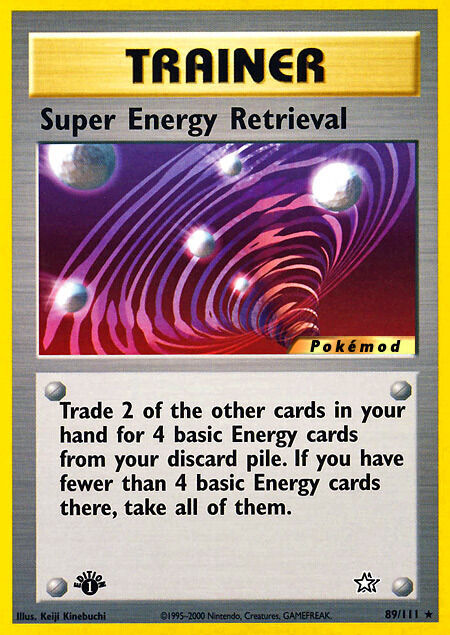 TRAINER
Super Energy Retrieval
Pokémod
Trade 2 of the other cards in your
hand for 4 basic Energy cards
from your discard pile. If you have
fewer than 4 basic Energy cards
there, take all of them.
EDITION
1
Illus. Keiji Kinebuchi
©1995-2000 Nintendo, Creatures, GAMEFREAK.
89/111 ★